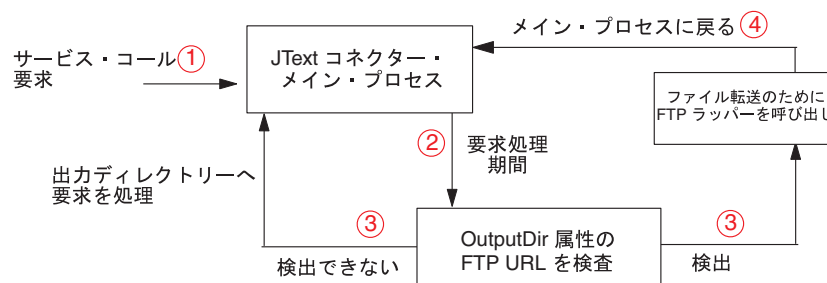 メイン・プロセスに戻る ④
サービス・コール ①
要求
JText コネクター・
メイン・プロセス
ファイル転送のために
FTP ラッパーを呼び出し
② 要求処理
期間
出力ディレクトリーへ
要求を処理
③
検出できない
OutputDir 属性の
FTP URL を検査
③
検出